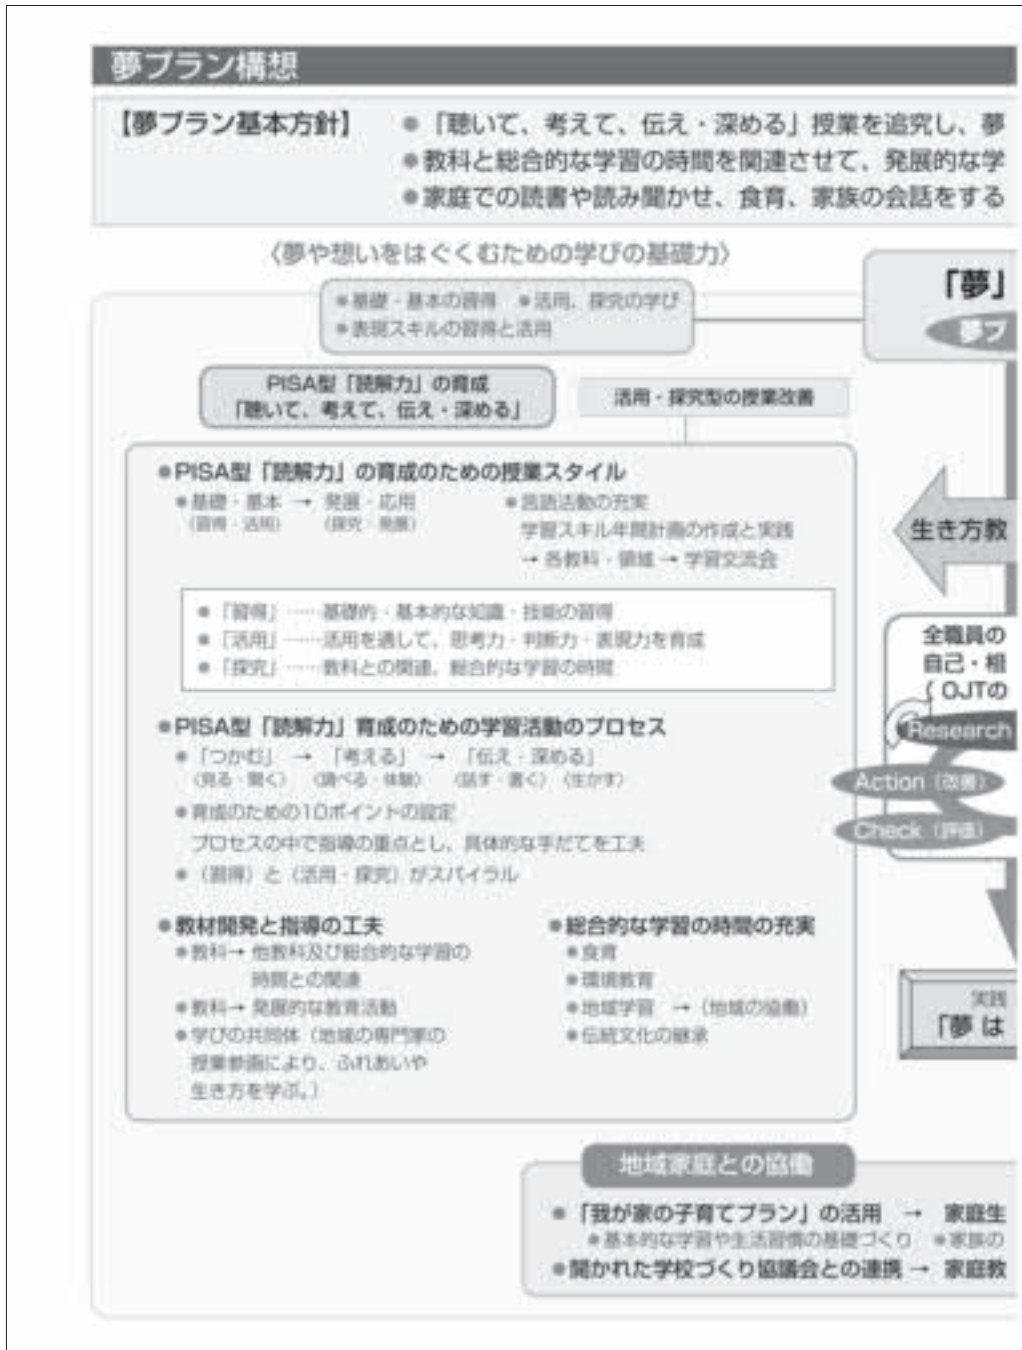 夢プラン構想
【夢プラン基本方針】
●「聴いて、考えて、伝え・深める」授業を追究し、夢
●教科と総合的な学習の時間を関連させて、発展的な学
●家庭での読書や読み聞かせ、食育、家族の会話をする
〈夢や想いをはぐくむための学びの基礎力〉
●基礎・基本の習得 ●活用、探究の学び
●表現スキルの習得と活用
「夢」
夢プ
PISA型「読解力」の育成
「聴いて、考えて、伝え・深める」
活用・探究型の授業改善
●PISA型「読解力」の育成のための授業スタイル
●基礎・基本 → 発展・応用
（習得・活用） （探究・発展）
●言語活動の充実
学習スキル年間計画の作成と実践
→ 各教科・領域 → 学習交流会
●「習得」……基礎的・基本的な知識・技能の習得
●「活用」……活用を通して、思考力・判断力・表現力を育成
●「探究」……教科との関連、総合的な学習の時間
●PISA型「読解力」育成のための学習活動のプロセス
●「つかむ」 → 「考える」 → 「伝え・深める」
（見る・聞く） （調べる・体験） （話す・書く）（生かす）
●育成のための10ポイントの設定
プロセスの中で指導の重点とし、具体的な手だてを工夫
●（習得）と（活用・探究）がスパイラル
●教材開発と指導の工夫
●教科→ 他教科及び総合的な学習の
時間との関連
●教科→ 発展的な教育活動
●学びの共同体（地域の専門家の
授業参画により、ふれあいや
生き方を学ぶ。）
●総合的な学習の時間の充実
●食育
●環境教育
●地域学習 →（地域の協働）
●伝統文化の継承
生き方教
全職員の
自己・相
（OJTの
Research
Action（改善）
Check（評価）
実践
「夢 は
地域家庭との協働
●「我が家の子育てプラン」の活用 → 家庭生
●基本的な学習や生活習慣の基礎づくり ●家族の
●開かれた学校づくり協議会との連携 → 家庭教